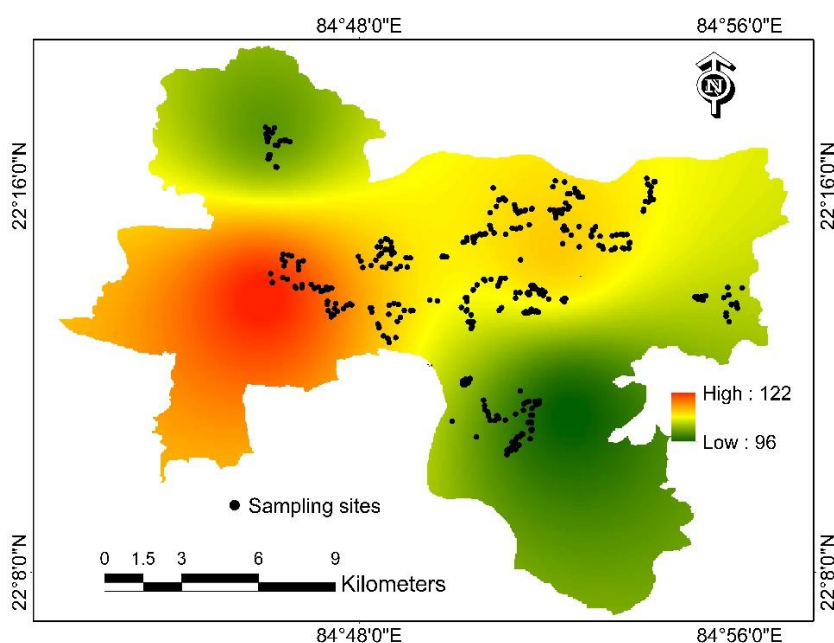 84°48'0"E 84°56'0"E
N
22°16'0"N 22°16'0"N
High : 122
Low : 96
Sampling sites
0 1.5 3 6 9
Kilometers
22°8'0"N 22°8'0"N
84°48'0"E 84°56'0"E